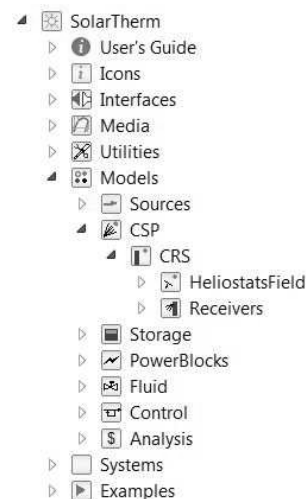 SolarTherm
User's Guide
Icons
Interfaces
Media
Utilities
Models
Sources
CSP
CRS
HeliostatsField
Receivers
Storage
PowerBlocks
Fluid
Control
Analysis
Systems
Examples